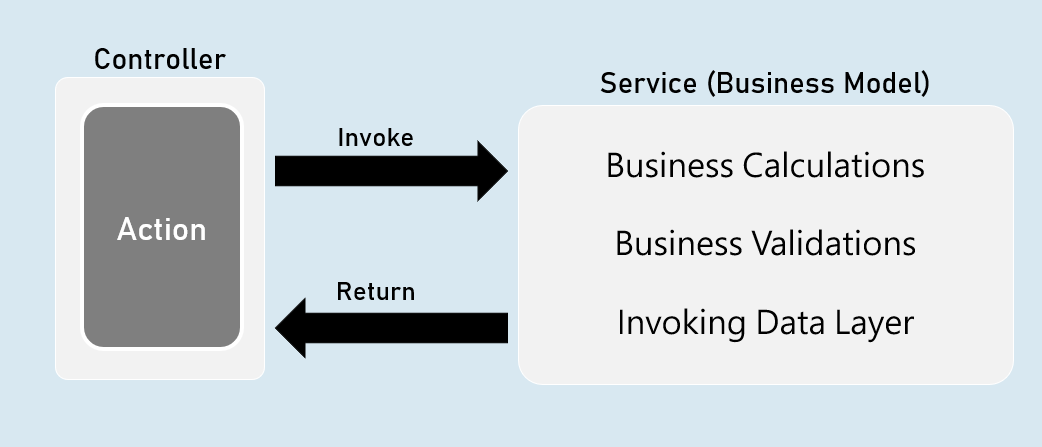 Controller
Service (Business Model)
Invoke
Business Calculations
Action
Business Validations
Return
Invoking Data Layer